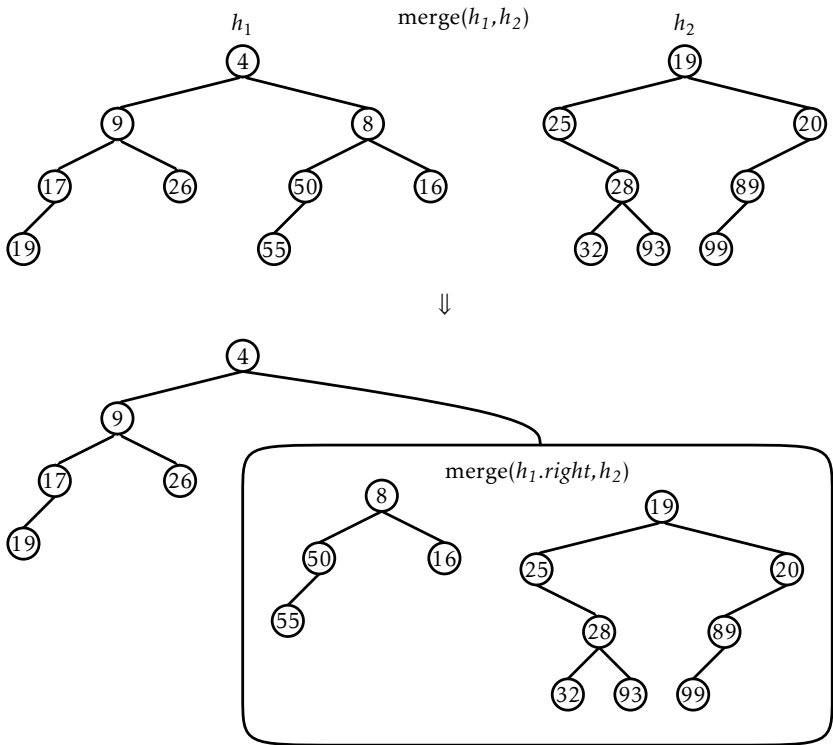 merge(h₁,h₂)
h₁ h₂
4 19
9 8 25 20
17 26 50 16 28 89
19 55 32 93 99
⇓
4
9
merge(h₁.right,h₂)
17 26 8 19
19 50 16 25 20
55 28 89
32 93 99